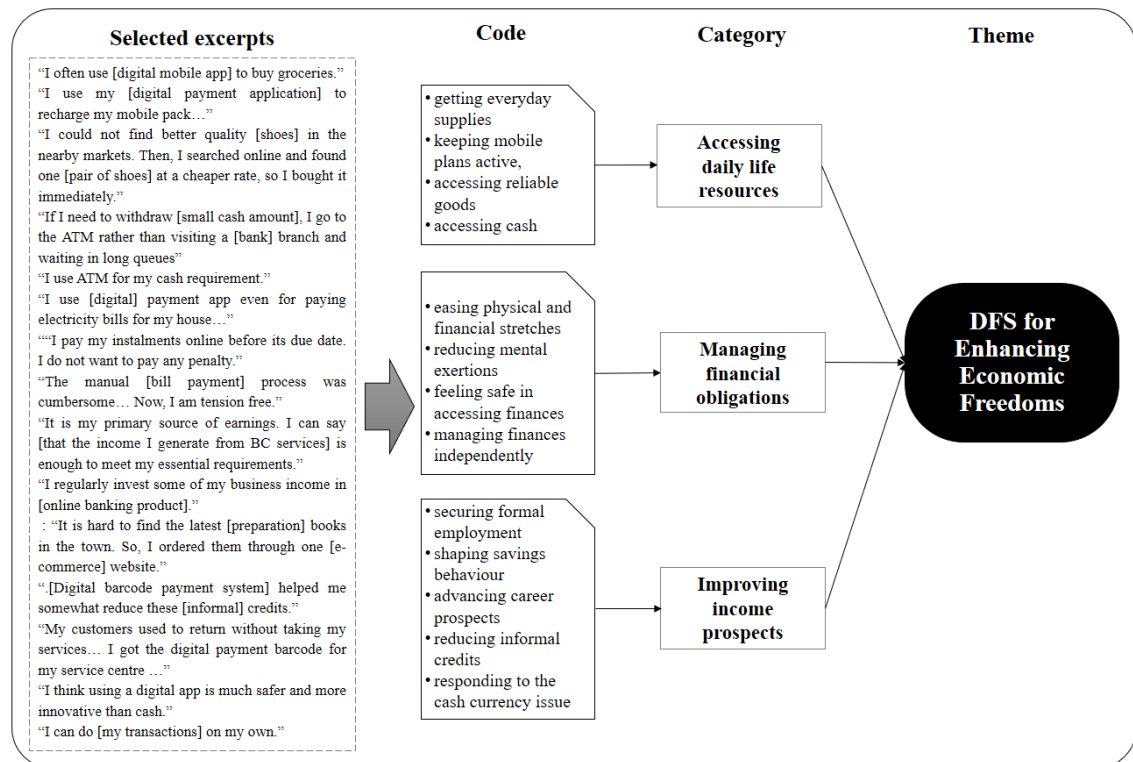 Selected excerpts
“I often use [digital mobile app] to buy groceries.”
“I use my [digital payment application] to
recharge my mobile pack…”
“I could not find better quality [shoes] in the
nearby markets. Then, I searched online and found
one [pair of shoes] at a cheaper rate, so I bought it
immediately.”
“If I need to withdraw [small cash amount], I go to
the ATM rather than visiting a [bank] branch and
waiting in long queues”
“I use ATM for my cash requirement.”
“I use [digital] payment app even for paying
electricity bills for my house…”
““I pay my instalments online before its due date.
I do not want to pay any penalty.”
“The manual [bill payment] process was
cumbersome… Now, I am tension free.”
“It is my primary source of earnings. I can say
[that the income I generate from BC services] is
enough to meet my essential requirements.”
“I regularly invest some of my business income in
[online banking product].”
: “It is hard to find the latest [preparation] books
in the town. So, I ordered them through one [e-
commerce] website.”
“.[Digital barcode payment system] helped me
somewhat reduce these [informal] credits.”
“My customers used to return without taking my
services… I got the digital payment barcode for
my service centre …”
“I think using a digital app is much safer and more
innovative than cash.”
“I can do [my transactions] on my own.”
Code
• getting everyday
supplies
• keeping mobile
plans active,
• accessing reliable
goods
• accessing cash
• easing physical and
financial stretches
• reducing mental
exertions
• feeling safe in
accessing finances
• managing finances
independently
• securing formal
employment
• shaping savings
behaviour
• advancing career
prospects
• reducing informal
credits
• responding to the
cash currency issue
Category
Accessing
daily life
resources
Managing
financial
obligations
Improving
income
prospects
Theme
DFS for
Enhancing
Economic
Freedoms